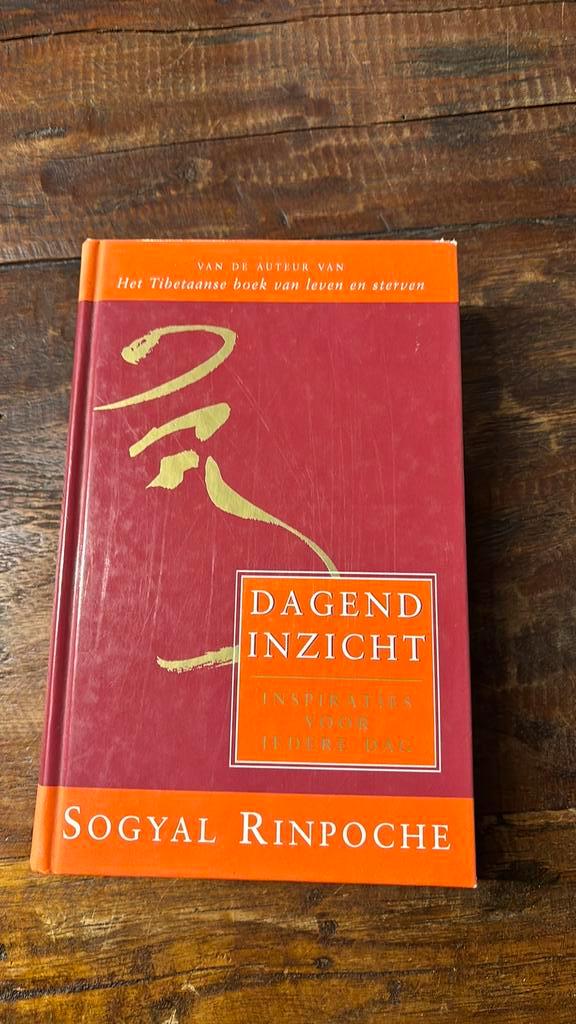 VAN DE AUTEUR VAN
Het Tibetaanse boek van leven en sterven
DAGEND
INZICHT
INSPIRATIES
VOOR
IEDERE DAG
SOGYAL RINPOCHE